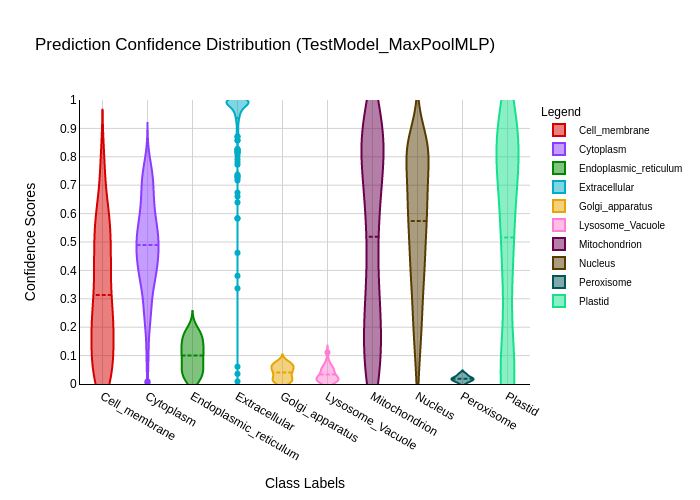 Prediction Confidence Distribution (TestModel_MaxPoolMLP)
Legend
Cell_membrane
Cytoplasm
Endoplasmic_reticulum
Extracellular
Golgi_apparatus
Lysosome_Vacuole
Mitochondrion
Nucleus
Peroxisome
Plastid
Confidence Scores
1
0.9
0.8
0.7
0.6
0.5
0.4
0.3
0.2
0.1
0
Cell_membrane
Cytoplasm
Endoplasmic_reticulum
Extracellular
Golgi_apparatus
Lysosome_Vacuole
Mitochondrion
Nucleus
Peroxisome
Plastid
Class Labels